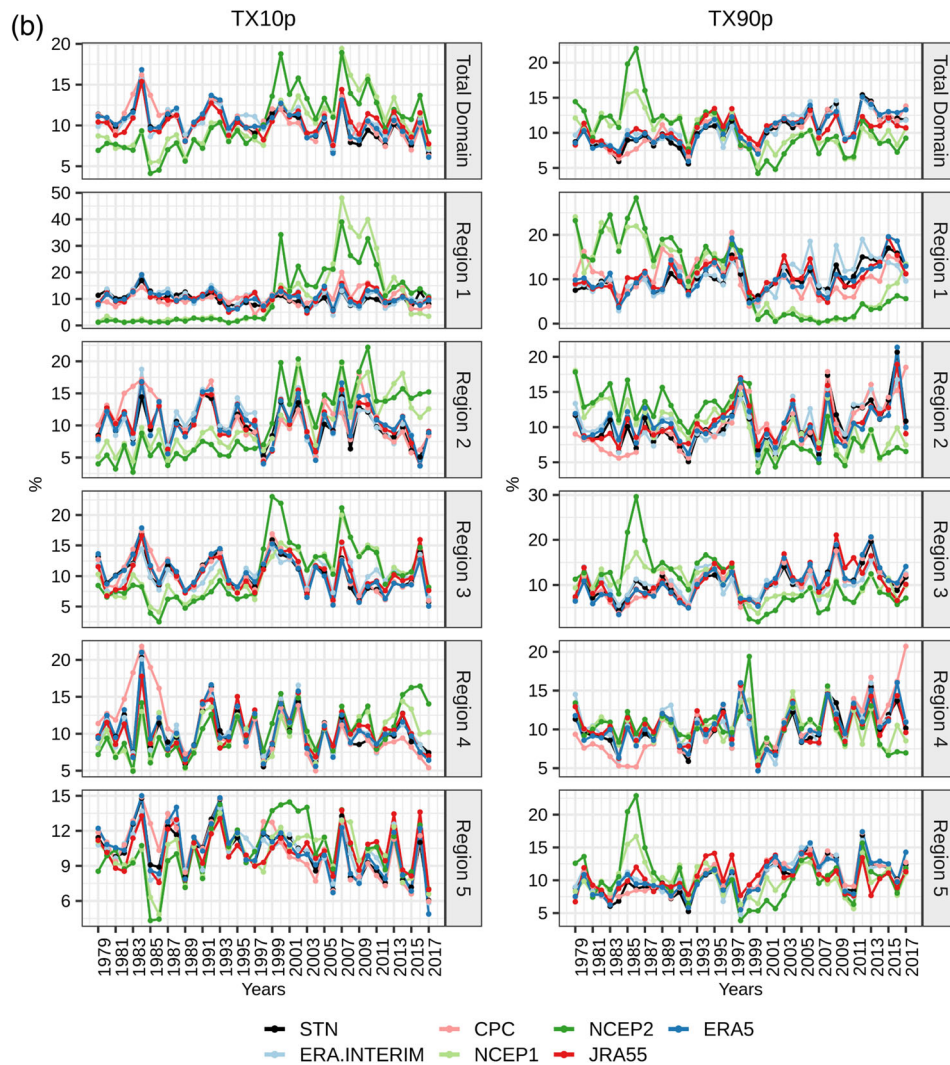 (b)
TX10p TX90p
20
15
10
5
Total Domain
20
15
10
5
Total Domain
50
40
30
20
10
0
Region 1
20
10
0
Region 1
20
15
10
5
Region 2
20
15
10
5
Region 2
%
%
20
15
10
5
Region 3
30
20
10
Region 3
20
15
10
5
Region 4
20
15
10
5
Region 4
15
12
9
6
Region 5
20
15
10
5
Region 5
1979 1981 1983 1985 1987 1989 1991 1993 1995 1997 1999 2001 2003 2005 2007 2009 2011 2013 2015 2017
1979 1981 1983 1985 1987 1989 1991 1993 1995 1997 1999 2001 2003 2005 2007 2009 2011 2013 2015 2017
Years Years
STN CPC NCEP2 ERA5
ERA.INTERIM NCEP1 JRA55